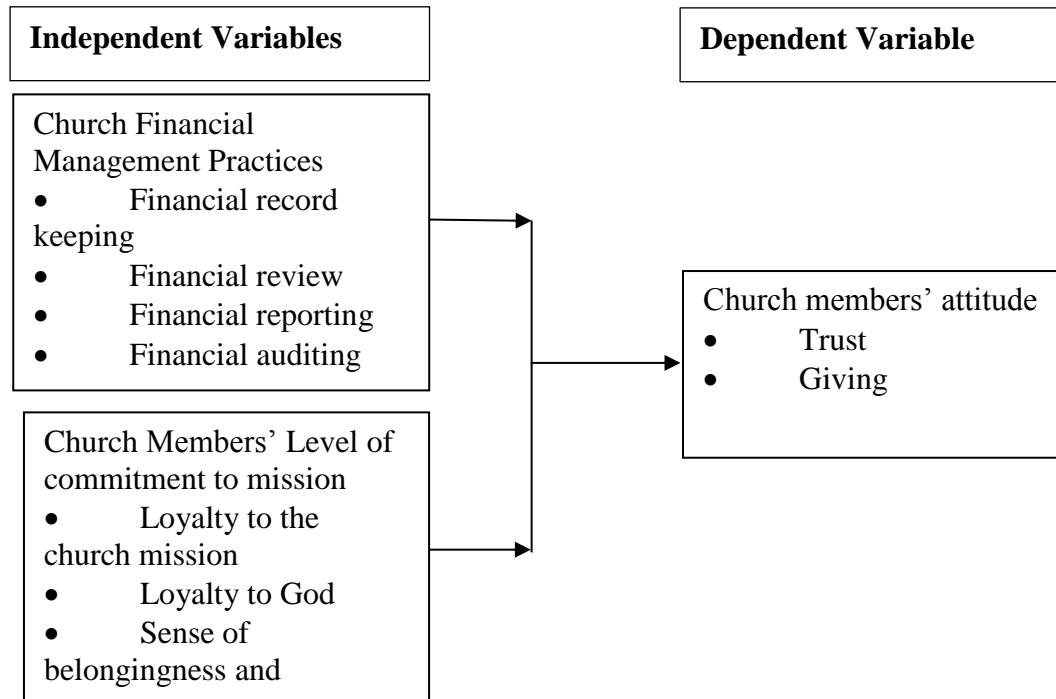 Independent Variables
Dependent Variable
Church Financial
Management Practices
• Financial record
keeping
• Financial review
• Financial reporting
• Financial auditing
Church members’ attitude
• Trust
• Giving
Church Members’ Level of
commitment to mission
• Loyalty to the
church mission
• Loyalty to God
• Sense of
belongingness and